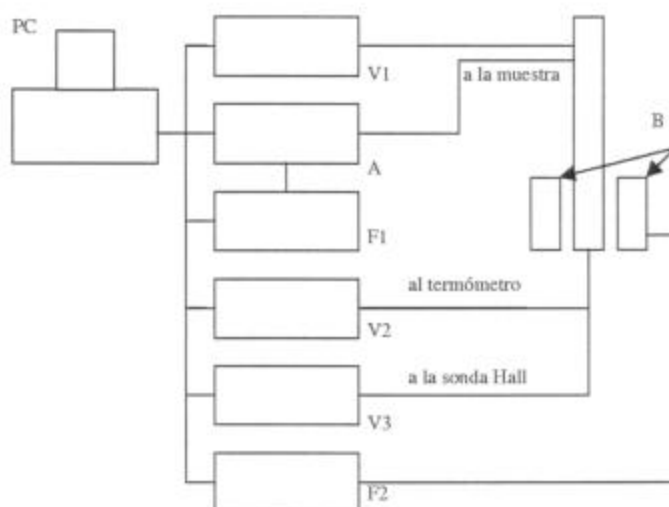 PC
V1
a la muestra
B
A
F1
al termómetro
V2
a la sonda Hall
V3
F2